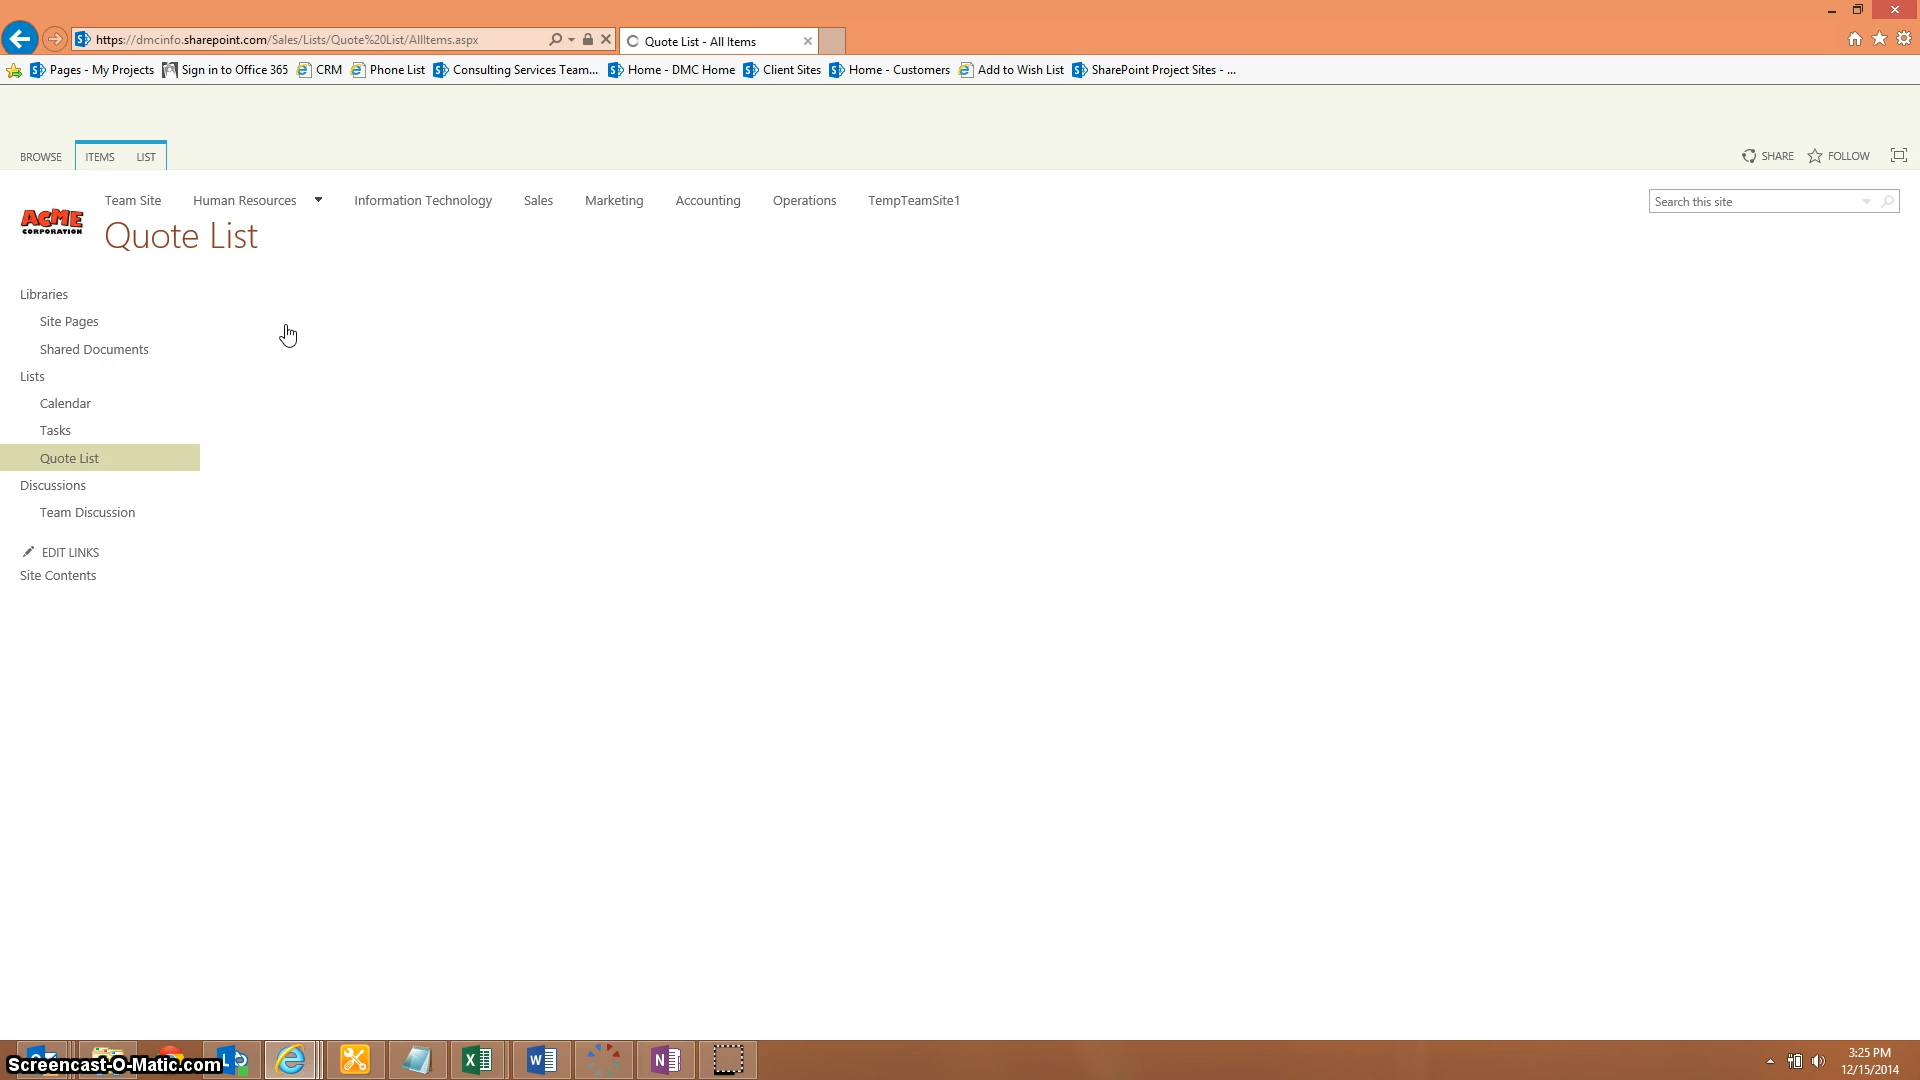 https://dmcinfo.sharepoint.com/Sales/Lists/Quote%20List/AllItems.aspx
Quote List - All Items
Pages - My Projects
Sign in to Office 365
CRM
Phone List
Consulting Services Team...
Home - DMC Home
Client Sites
Home - Customers
Add to Wish List
SharePoint Project Sites - ...
BROWSE
ITEMS
LIST
SHARE
FOLLOW
ACME
CORPORATION
Team Site
Human Resources
Information Technology
Sales
Marketing
Accounting
Operations
TempTeamSite1
Search this site
Quote List
Libraries
Site Pages
Shared Documents
Lists
Calendar
Tasks
Quote List
Discussions
Team Discussion
EDIT LINKS
Site Contents
Screencast-O-Matic.com
3:25 PM
12/15/2014